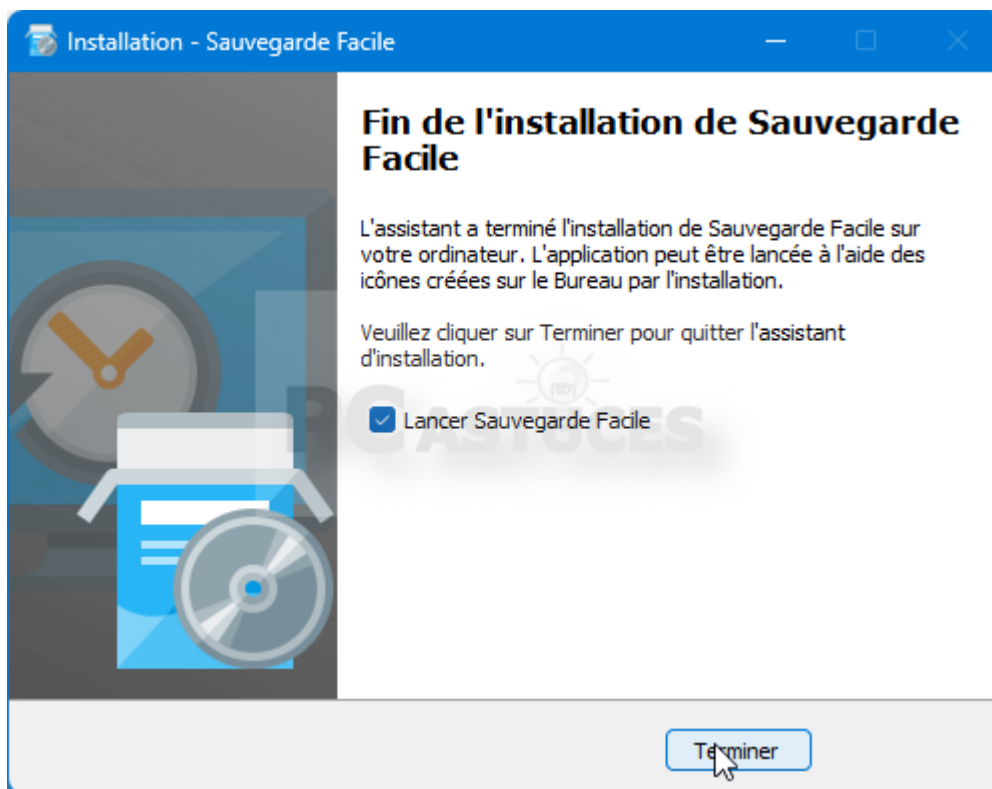 Installation - Sauvegarde Facile
Fin de l'installation de Sauvegarde
Facile
L'assistant a terminé l'installation de Sauvegarde Facile sur
votre ordinateur. L'application peut être lancée à l'aide des
icônes créées sur le Bureau par l'installation.
Veuillez cliquer sur Terminer pour quitter l'assistant
d'installation.
PC ASTUCES
Lancer Sauvegarde Facile
Terminer